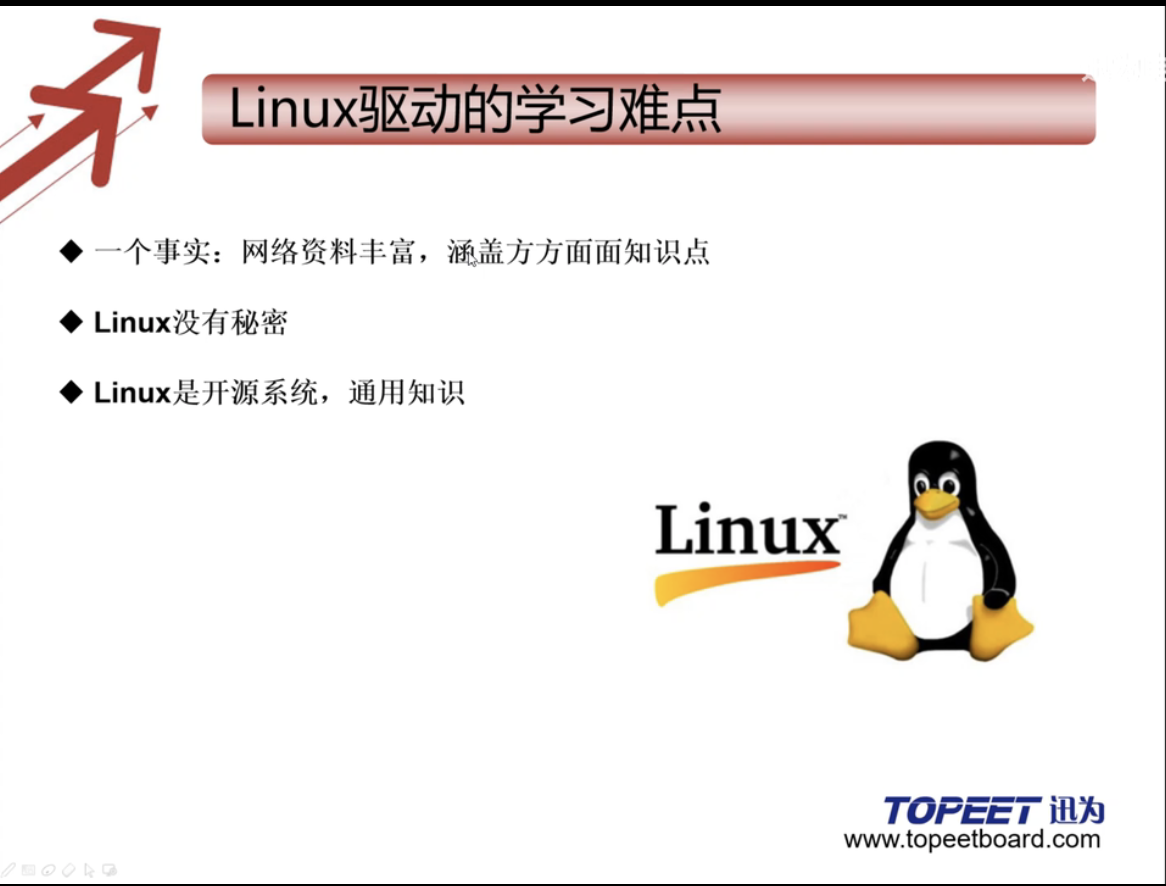 Linux驱动的学习难点
◆ 一个事实：网络资料丰富，涵盖方方面面知识点
◆ Linux没有秘密
◆ Linux是开源系统，通用知识
Linux™
TOPEET 迅为
www.topeetboard.com